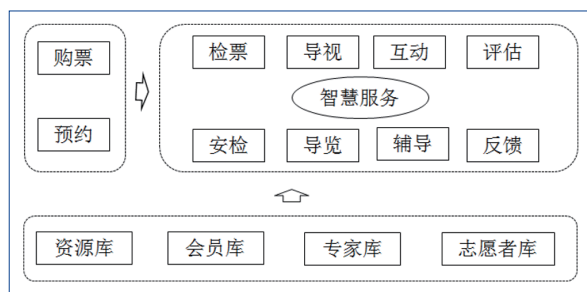 购票
预约
检票 导视 互动 评估
智慧服务
安检 导览 辅导 反馈
资源库 会员库 专家库 志愿者库